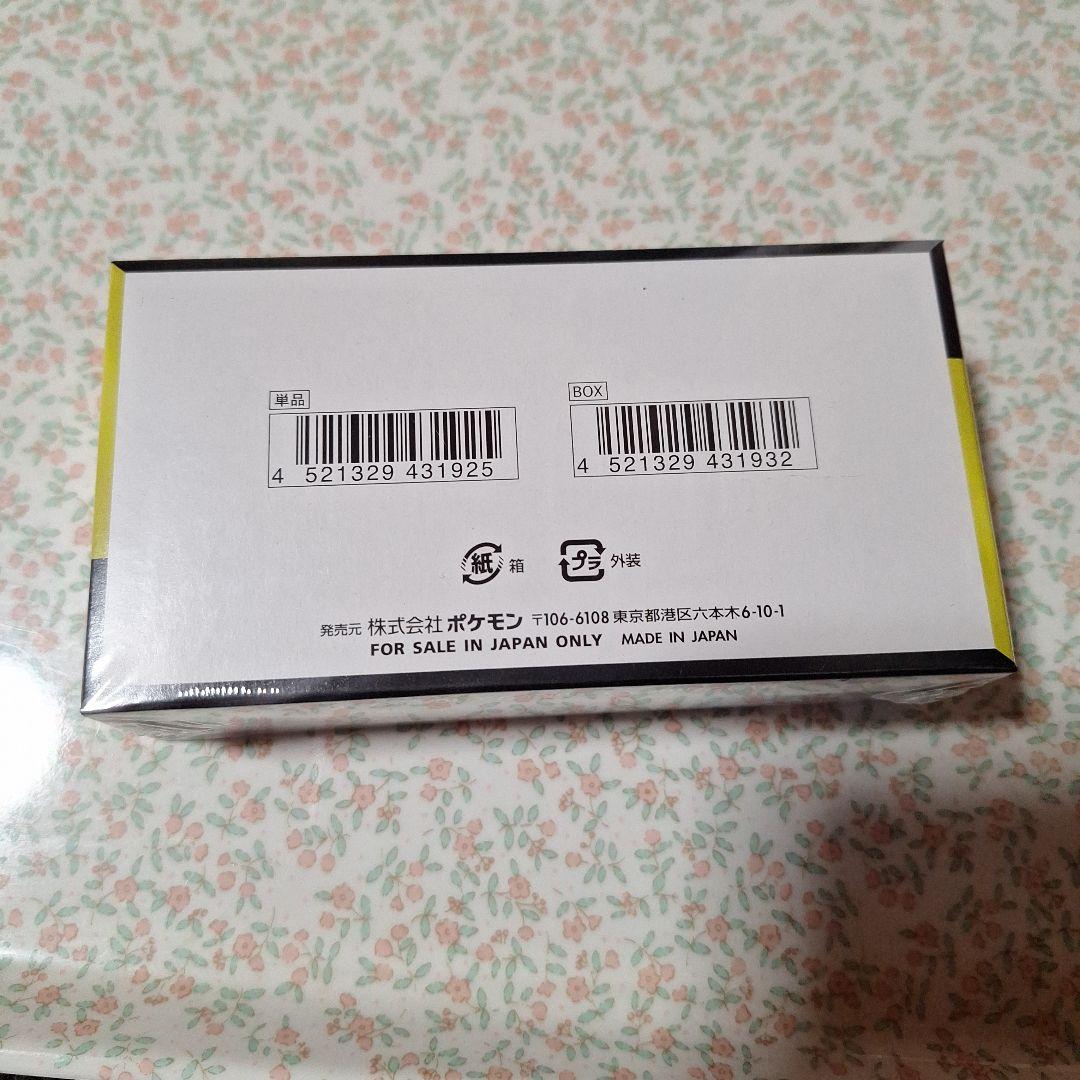 単品
4 521329 431925
BOX
4 521329 431932
紙 箱
プラ 外装
発売元 株式会社ポケモン 〒106-6108 東京都港区六本木6-10-1
FOR SALE IN JAPAN ONLY MADE IN JAPAN